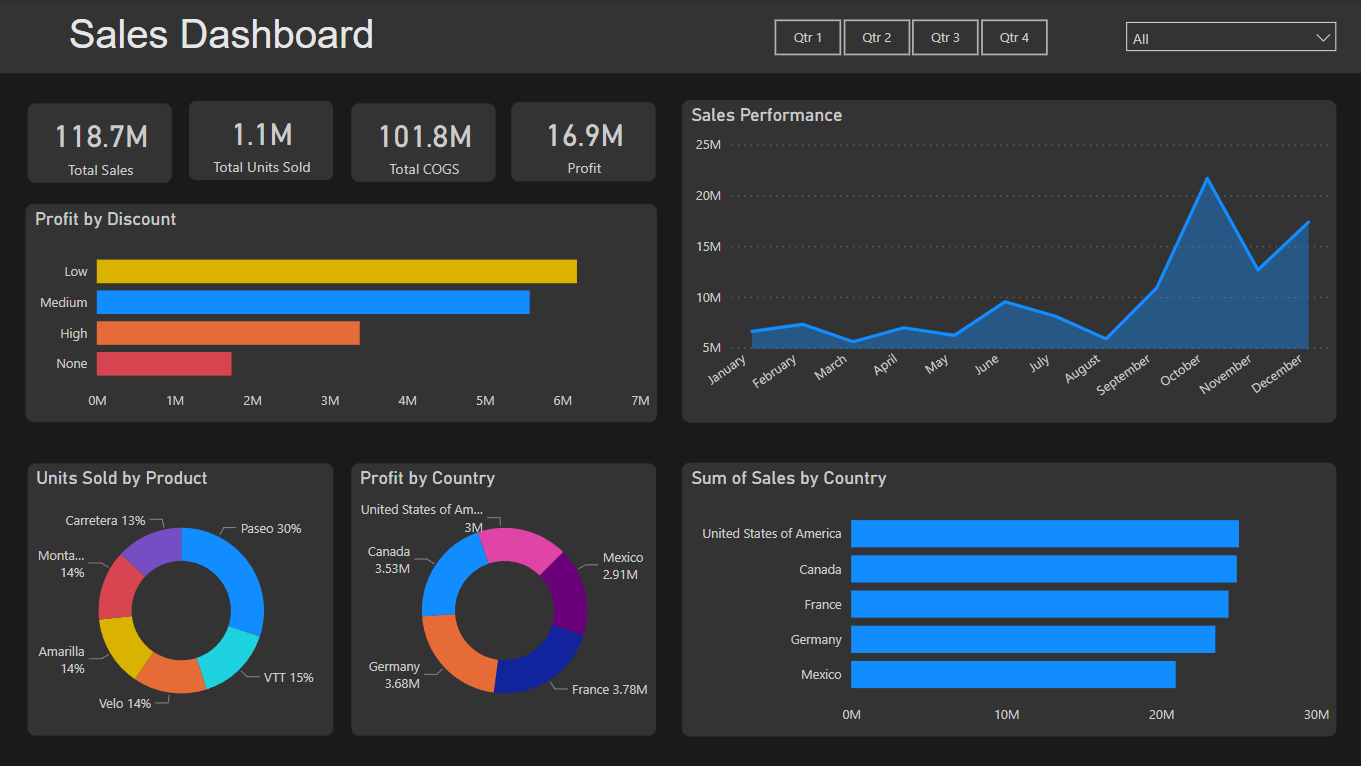 Sales Dashboard
Qtr 1
Qtr 2
Qtr 3
Qtr 4
All
118.7M
Total Sales
1.1M
Total Units Sold
101.8M
Total COGS
16.9M
Profit
Profit by Discount
Low
Medium
High
None
0M 1M 2M 3M 4M 5M 6M 7M
Sales Performance
25M
20M
15M
10M
5M
January February March April May June July August September October November December
Units Sold by Product
Carretera 13%
Paseo 30%
Monta...
14%
Amarilla
14%
Velo 14%
VTT 15%
Profit by Country
United States of Am...
3M
Canada
3.53M
Mexico
2.91M
Germany
3.68M
France 3.78M
Sum of Sales by Country
United States of America
Canada
France
Germany
Mexico
0M 10M 20M 30M